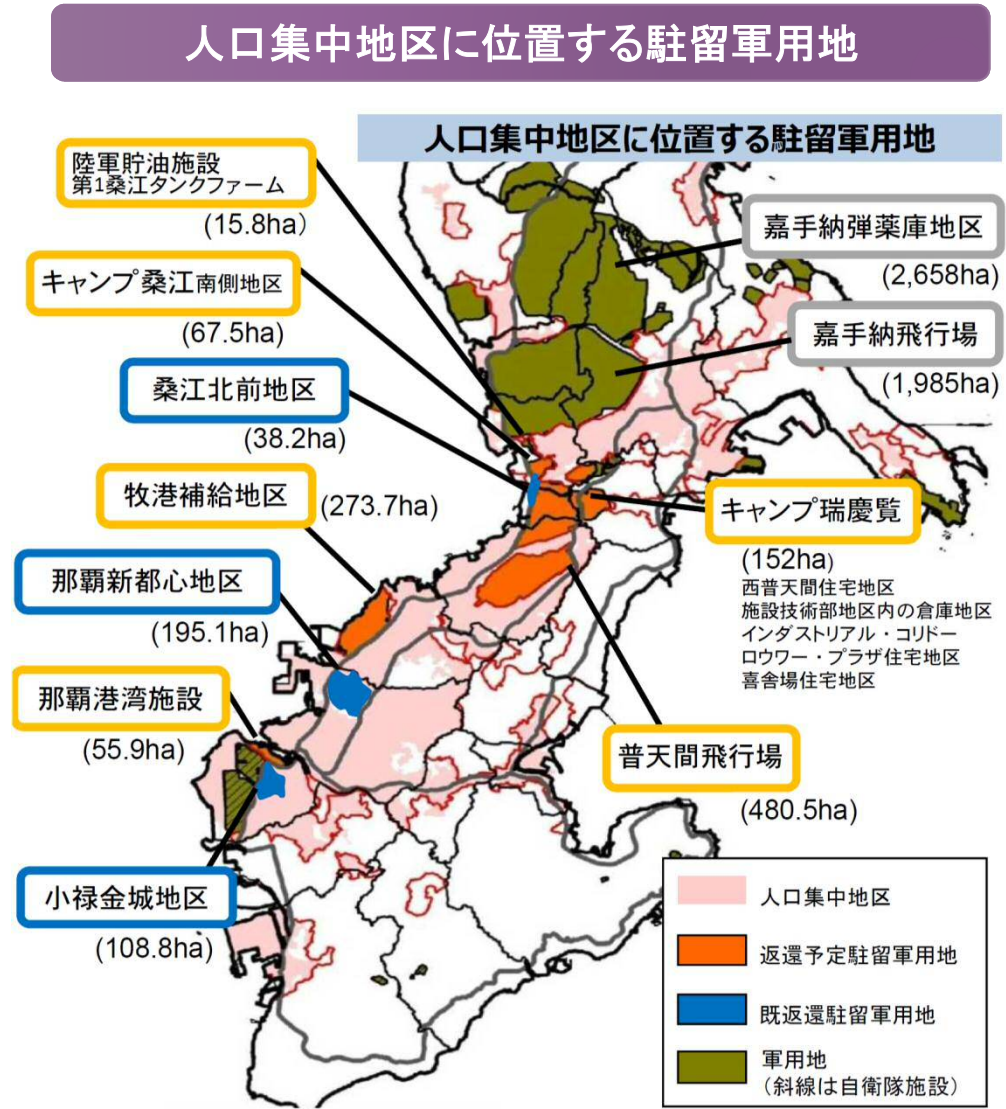 人口集中地区に位置する駐留軍用地
人口集中地区に位置する駐留軍用地
陸軍貯油施設
第1桑江タンクファーム
(15.8ha)
キャンプ桑江南側地区
(67.5ha)
桑江北前地区
(38.2ha)
牧港補給地区
(273.7ha)
那覇新都心地区
(195.1ha)
那覇港湾施設
(55.9ha)
小禄金城地区
(108.8ha)
嘉手納弾薬庫地区
(2,658ha)
嘉手納飛行場
(1,985ha)
キャンプ瑞慶覧
(152ha)
西普天間住宅地区
施設技術部地区内の倉庫地区
インダストリアル・コリドー
ロウワー・プラザ住宅地区
喜舎場住宅地区
普天間飛行場
(480.5ha)
人口集中地区
返還予定駐留軍用地
既返還駐留軍用地
軍用地
(斜線は自衛隊施設)